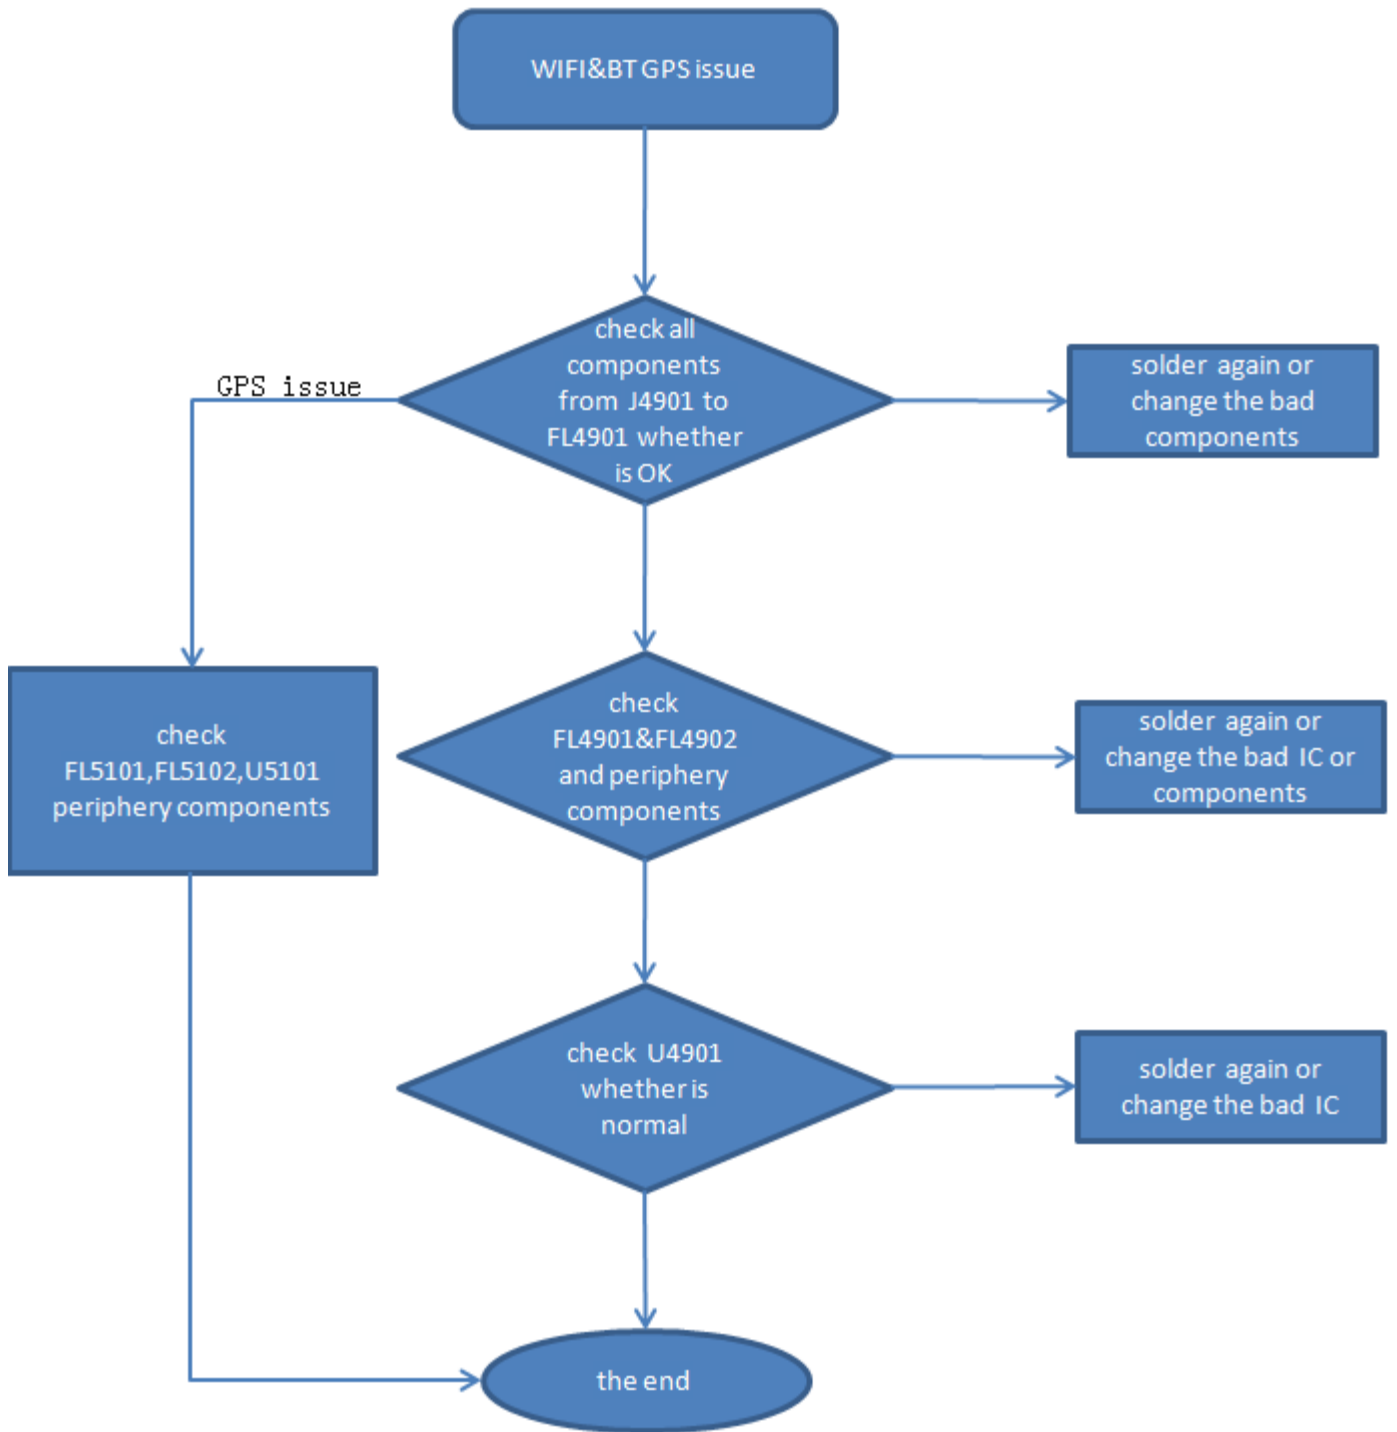 WIFI&BT GPS issue
check all
components
from J4901 to
FL4901 whether
is OK
solder again or
change the bad
components
GPS issue
check
FL5101,FL5102,U5101
periphery components
check
FL4901&FL4902
and periphery
components
solder again or
change the bad IC or
components
check U4901
whether is
normal
solder again or
change the bad IC
the end